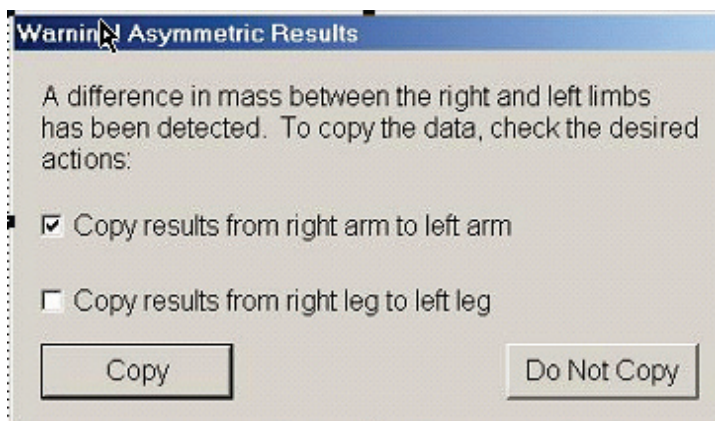 Warning! Asymmetric Results
A difference in mass between the right and left limbs
has been detected. To copy the data, check the desired
actions:
Copy results from right arm to left arm
Copy results from right leg to left leg
Copy
Do Not Copy